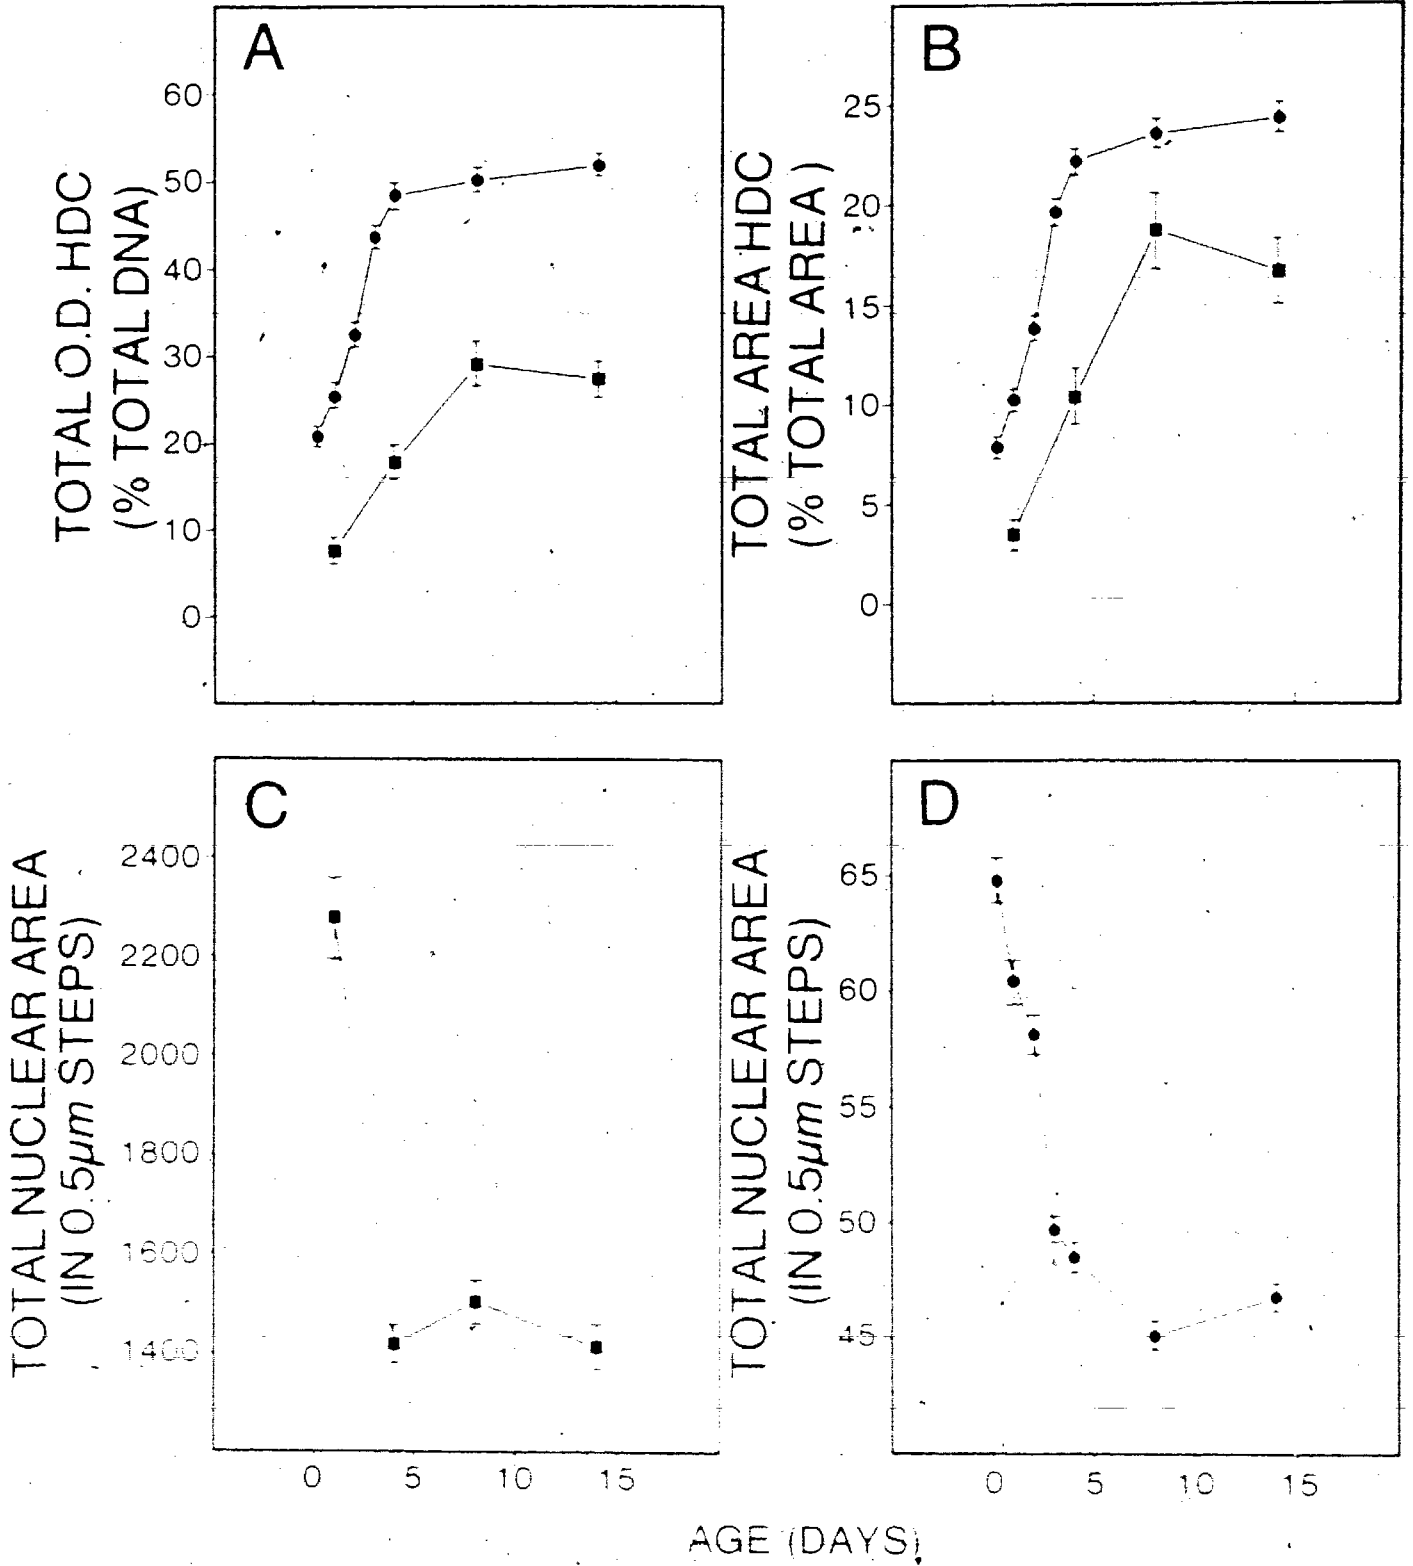 A
60
50
40
30
20
10
0
TOTAL O.D. HDC
(% TOTAL DNA)
B
25
20
15
10
5
0
TOTAL AREA HDC
(% TOTAL AREA )
C
2400
2200
2000
1800
1600
1400
TOTAL NUCLEAR AREA
(IN 0.5µm STEPS)
0 5 10 15
D
65
60
55
50
45
TOTAL NUCLEAR AREA
(IN 0.5µm STEPS)
0 5 10 15
AGE (DAYS)